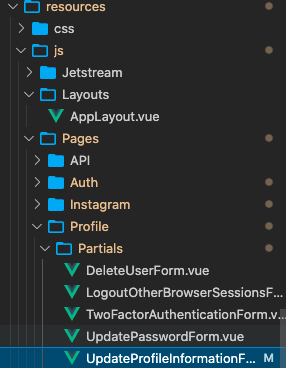 resources
css
js
Jetstream
Layouts
AppLayout.vue
Pages
API
Auth
Instagram
Profile
Partials
DeleteUserForm.vue
LogoutOtherBrowserSessionsF...
TwoFactorAuthenticationForm.v...
UpdatePasswordForm.vue
UpdateProfileInformationF... M